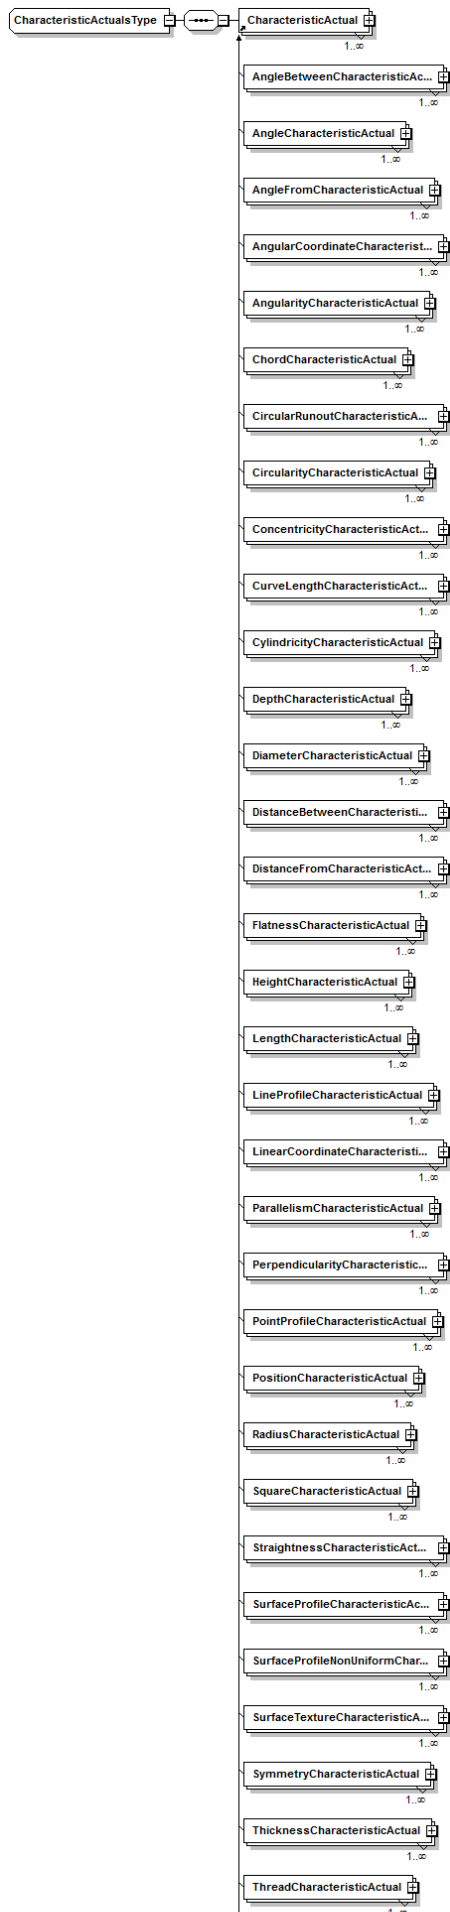 CharacteristicActualsType
CharacteristicActual
1..∞
AngleBetweenCharacteristicAc...
1..∞
AngleCharacteristicActual
1..∞
AngleFromCharacteristicActual
1..∞
AngularCoordinateCharacterist...
1..∞
AngularityCharacteristicActual
1..∞
ChordCharacteristicActual
1..∞
CircularRunoutCharacteristicA...
1..∞
CircularityCharacteristicActual
1..∞
ConcentricityCharacteristicAct...
1..∞
CurveLengthCharacteristicAct...
1..∞
CylindricityCharacteristicActual
1..∞
DepthCharacteristicActual
1..∞
DiameterCharacteristicActual
1..∞
DistanceBetweenCharacteristi...
1..∞
DistanceFromCharacteristicAct...
1..∞
FlatnessCharacteristicActual
1..∞
HeightCharacteristicActual
1..∞
LengthCharacteristicActual
1..∞
LineProfileCharacteristicActual
1..∞
LinearCoordinateCharacteristi...
1..∞
ParallelismCharacteristicActual
1..∞
PerpendicularityCharacteristic...
1..∞
PointProfileCharacteristicActual
1..∞
PositionCharacteristicActual
1..∞
RadiusCharacteristicActual
1..∞
SquareCharacteristicActual
1..∞
StraightnessCharacteristicAct...
1..∞
SurfaceProfileCharacteristicAc...
1..∞
SurfaceProfileNonUniformChar...
1..∞
SurfaceTextureCharacteristicA...
1..∞
SymmetryCharacteristicActual
1..∞
ThicknessCharacteristicActual
1..∞
ThreadCharacteristicActual
1..∞